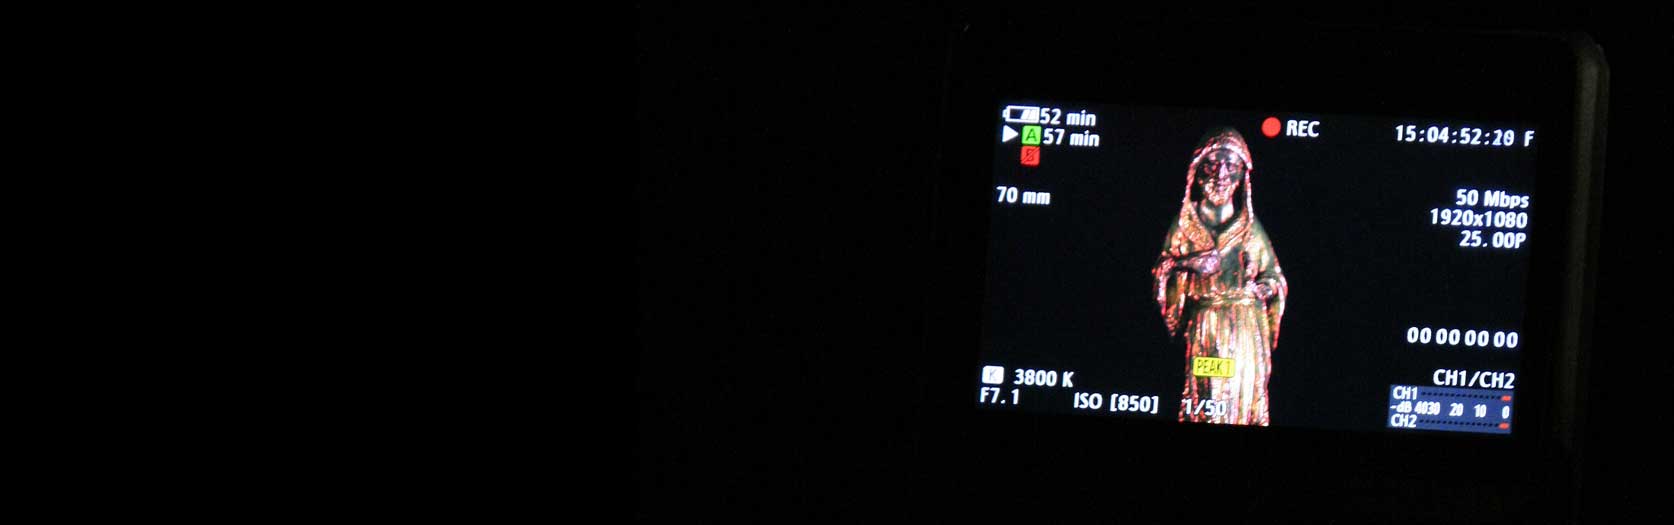 52 min
A 57 min
REC
15:04:52:20 F
70 mm
50 Mbps
1920x1080
25.00P
00 00 00 00
PEAK 1
K 3800 K
F7.1
ISO [850]
1/50
CH1/CH2
CH1
-dB 40 30 20 10 0
CH2